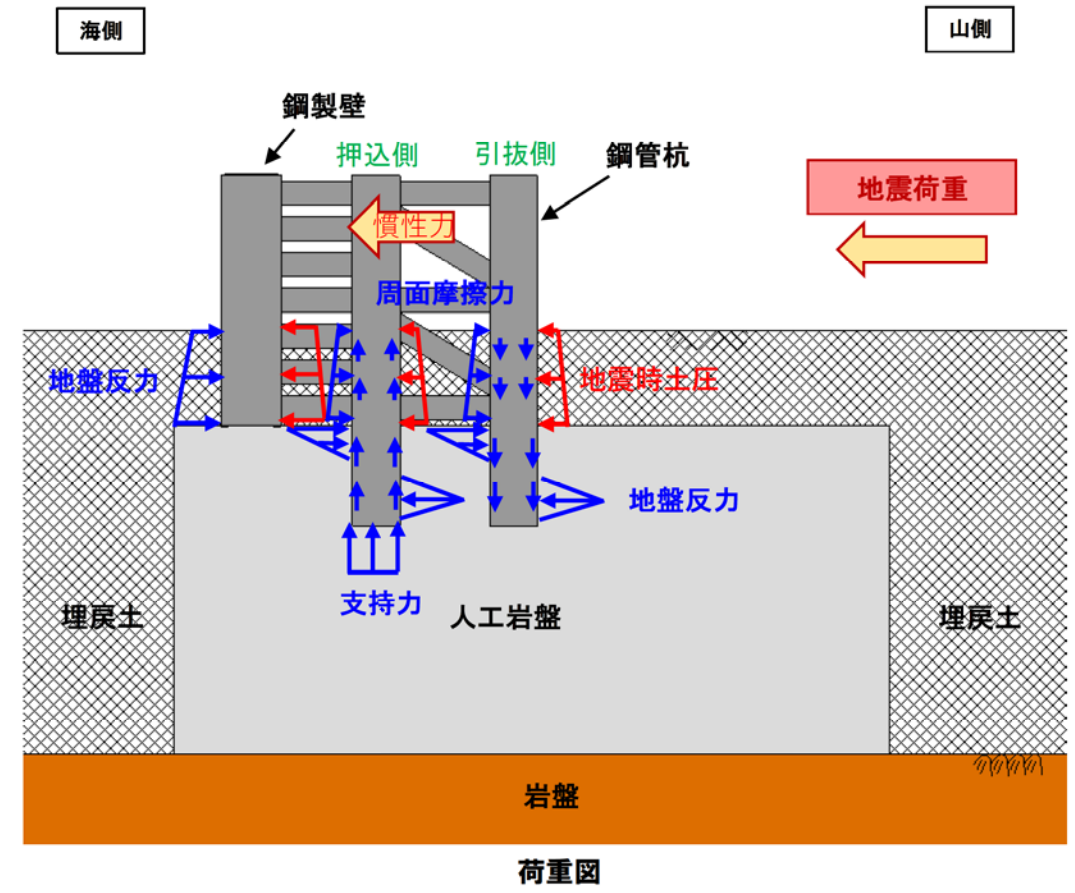 海側
山側
鋼製壁
押込側
引抜側
鋼管杭
地震荷重
慣性力
周面摩擦力
地盤反力
地震時土圧
地盤反力
支持力
埋戻土
人工岩盤
埋戻土
岩盤
荷重図